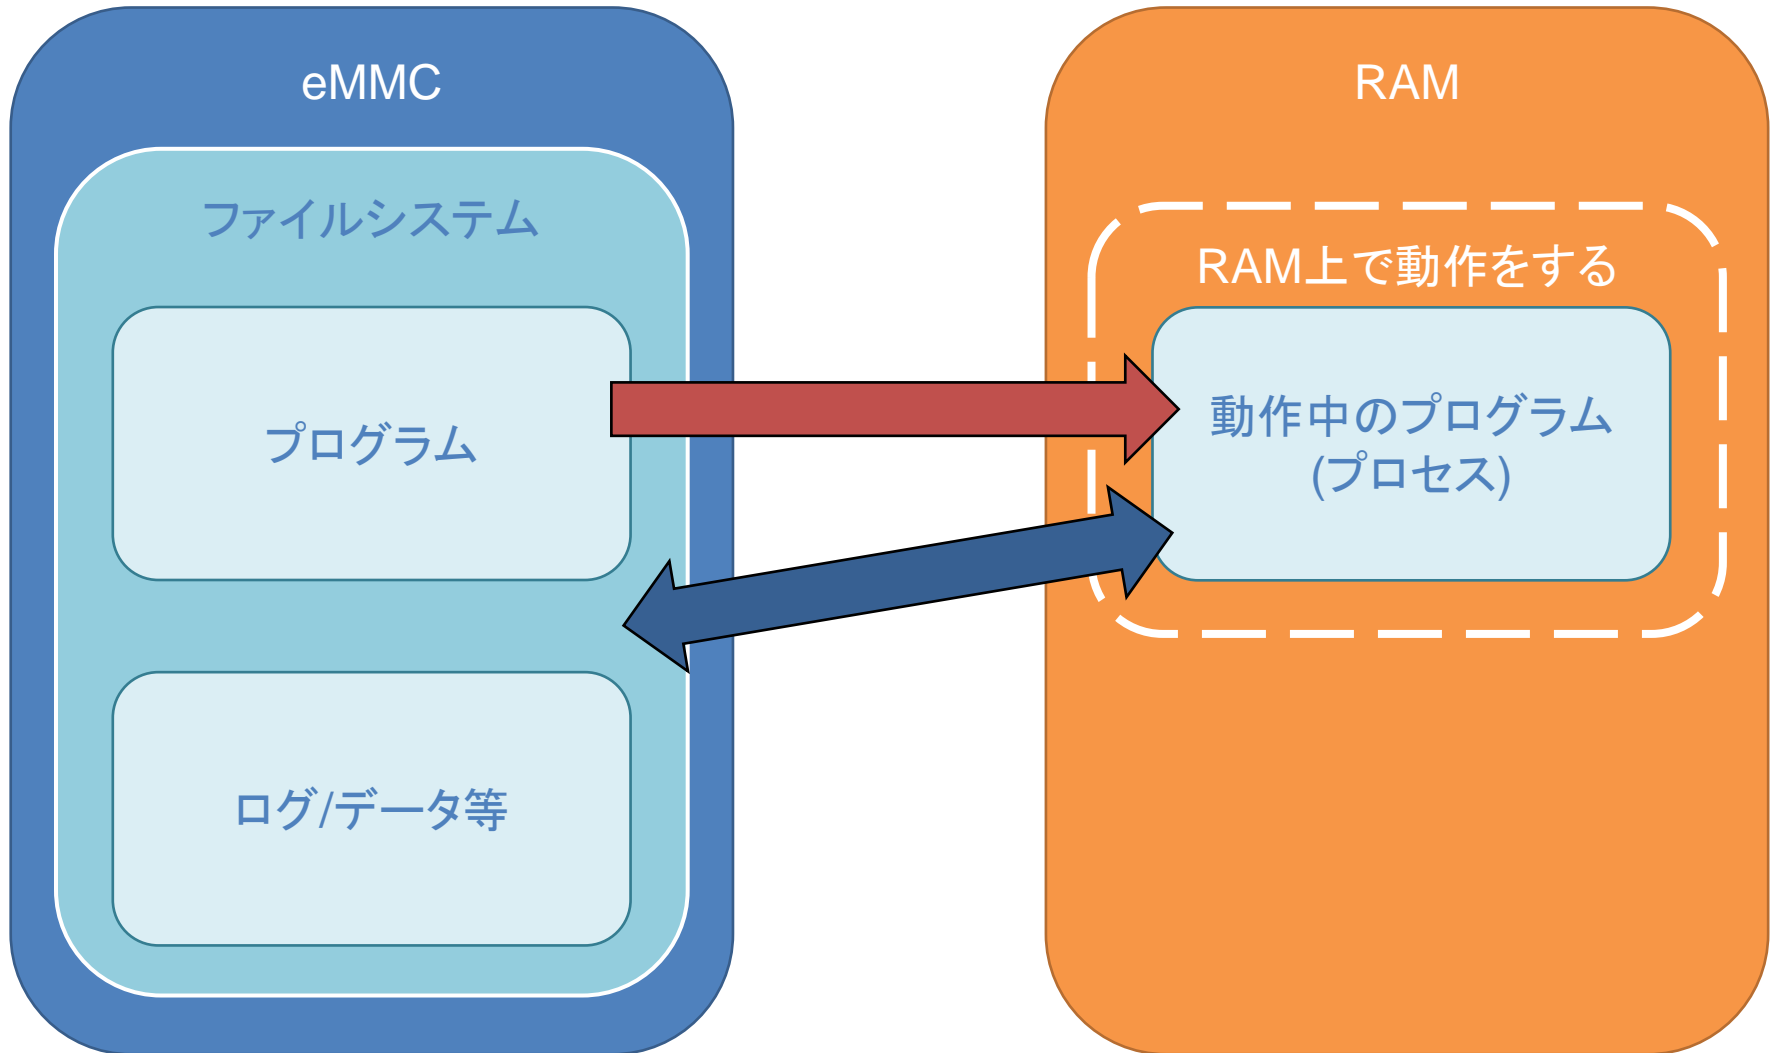 eMMC
ファイルシステム
プログラム
ログ/データ等
RAM
RAM上で動作をする
動作中のプログラム
(プロセス)